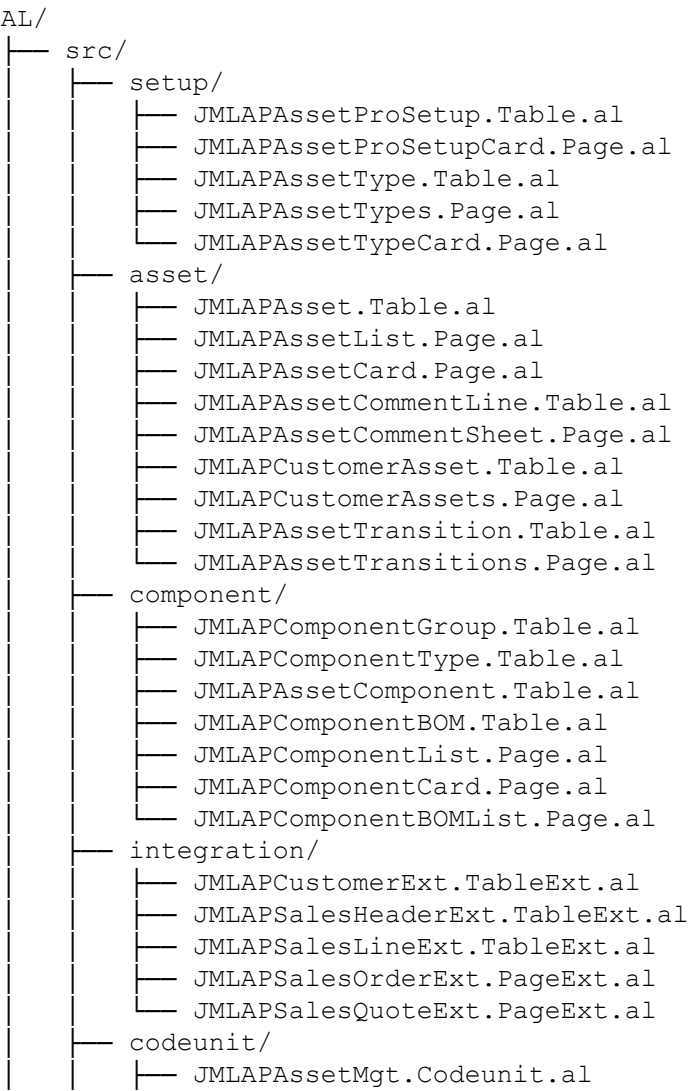 AL/
├── src/
│   ├── setup/
│   │   ├── JMLAPAssetProSetup.Table.al
│   │   ├── JMLAPAssetProSetupCard.Page.al
│   │   ├── JMLAPAssetType.Table.al
│   │   ├── JMLAPAssetTypes.Page.al
│   │   └── JMLAPAssetTypeCard.Page.al
│   ├── asset/
│   │   ├── JMLAPAsset.Table.al
│   │   ├── JMLAPAssetList.Page.al
│   │   ├── JMLAPAssetCard.Page.al
│   │   ├── JMLAPAssetCommentLine.Table.al
│   │   ├── JMLAPAssetCommentSheet.Page.al
│   │   ├── JMLAPCustomerAsset.Table.al
│   │   ├── JMLAPCustomerAssets.Page.al
│   │   ├── JMLAPAssetTransition.Table.al
│   │   └── JMLAPAssetTransitions.Page.al
│   ├── component/
│   │   ├── JMLAPComponentGroup.Table.al
│   │   ├── JMLAPComponentType.Table.al
│   │   ├── JMLAPAssetComponent.Table.al
│   │   ├── JMLAPComponentBOM.Table.al
│   │   ├── JMLAPComponentList.Page.al
│   │   ├── JMLAPComponentCard.Page.al
│   │   └── JMLAPComponentBOMList.Page.al
│   ├── integration/
│   │   ├── JMLAPCustomerExt.TableExt.al
│   │   ├── JMLAPSalesHeaderExt.TableExt.al
│   │   ├── JMLAPSalesLineExt.TableExt.al
│   │   ├── JMLAPSalesOrderExt.PageExt.al
│   │   └── JMLAPSalesQuoteExt.PageExt.al
│   ├── codeunit/
│   │   ├── JMLAPAssetMgt.Codeunit.al